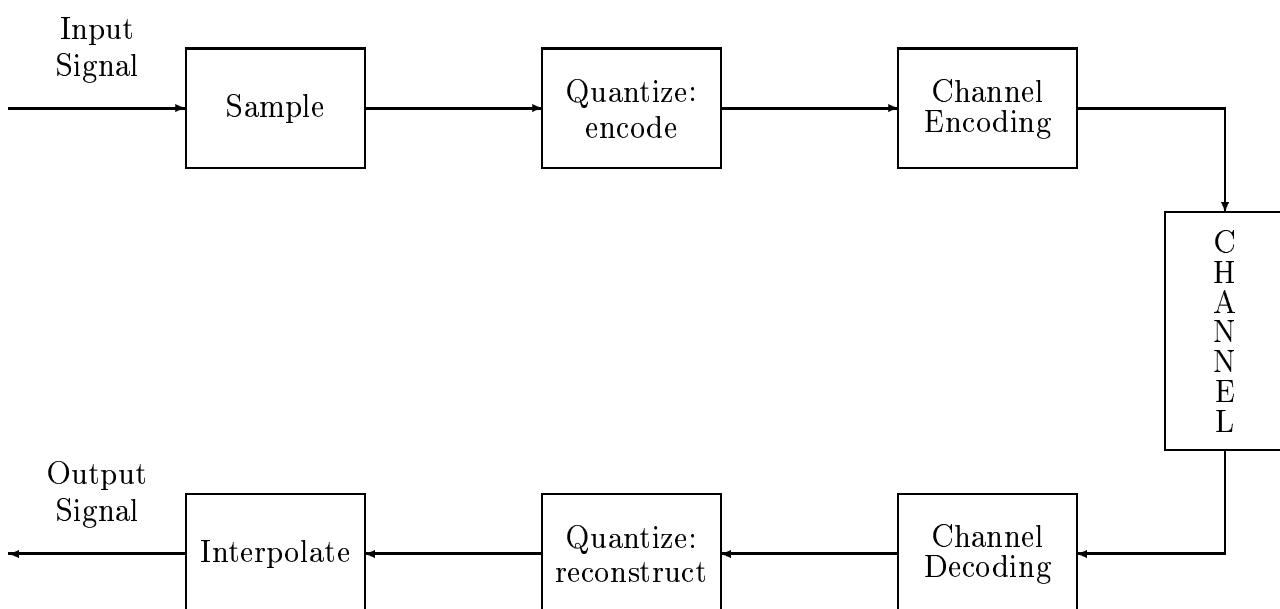 Input
Signal
Sample
Quantize:
encode
Channel
Encoding
C
H
A
N
N
E
L
Output
Signal
Interpolate
Quantize:
reconstruct
Channel
Decoding